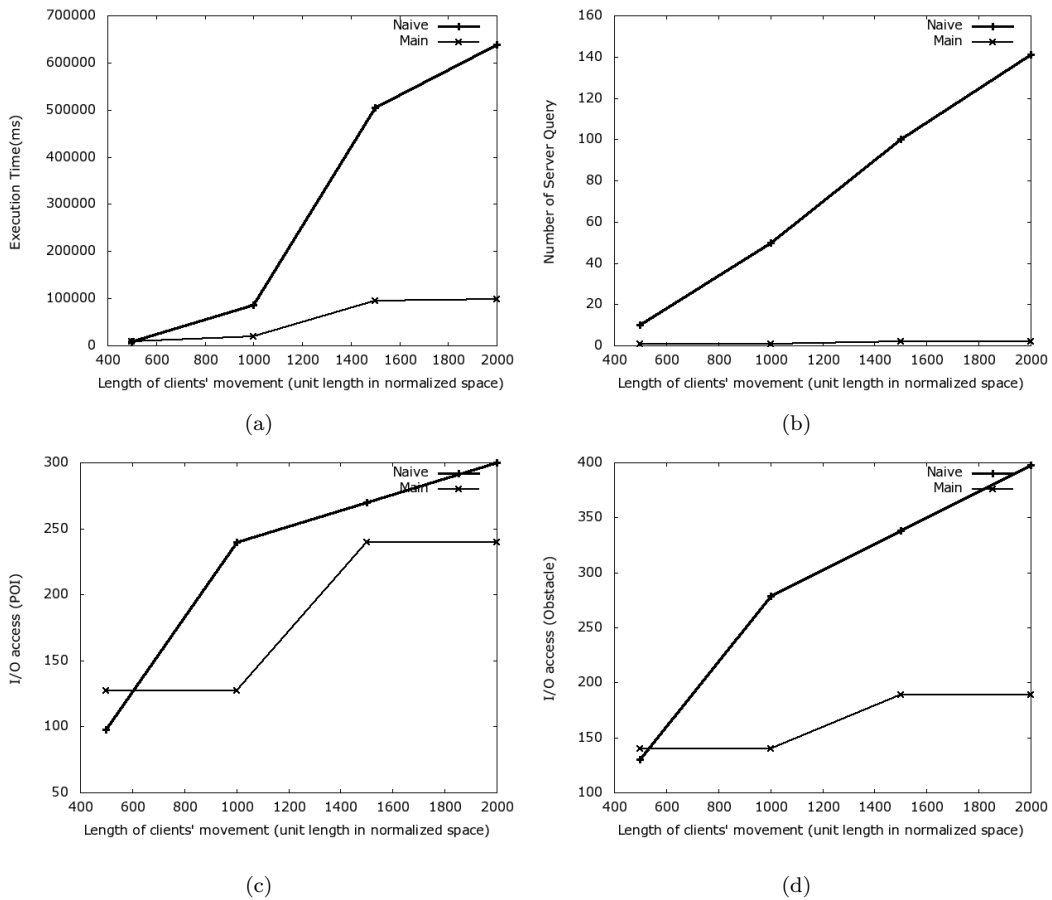 700000
600000
500000
400000
300000
200000
100000
0
Execution Time(ms)
Naive
Main
400 600 800 1000 1200 1400 1600 1800 2000
Length of clients' movement (unit length in normalized space)
(a)
160
140
120
100
80
60
40
20
0
Number of Server Query
Naive
Main
400 600 800 1000 1200 1400 1600 1800 2000
Length of clients' movement (unit length in normalized space)
(b)
300
250
200
150
100
50
I/O access (POI)
Naive
Main
400 600 800 1000 1200 1400 1600 1800 2000
Length of clients' movement (unit length in normalized space)
(c)
400
350
300
250
200
150
100
I/O access (Obstacle)
Naive
Main
400 600 800 1000 1200 1400 1600 1800 2000
Length of clients' movement (unit length in normalized space)
(d)